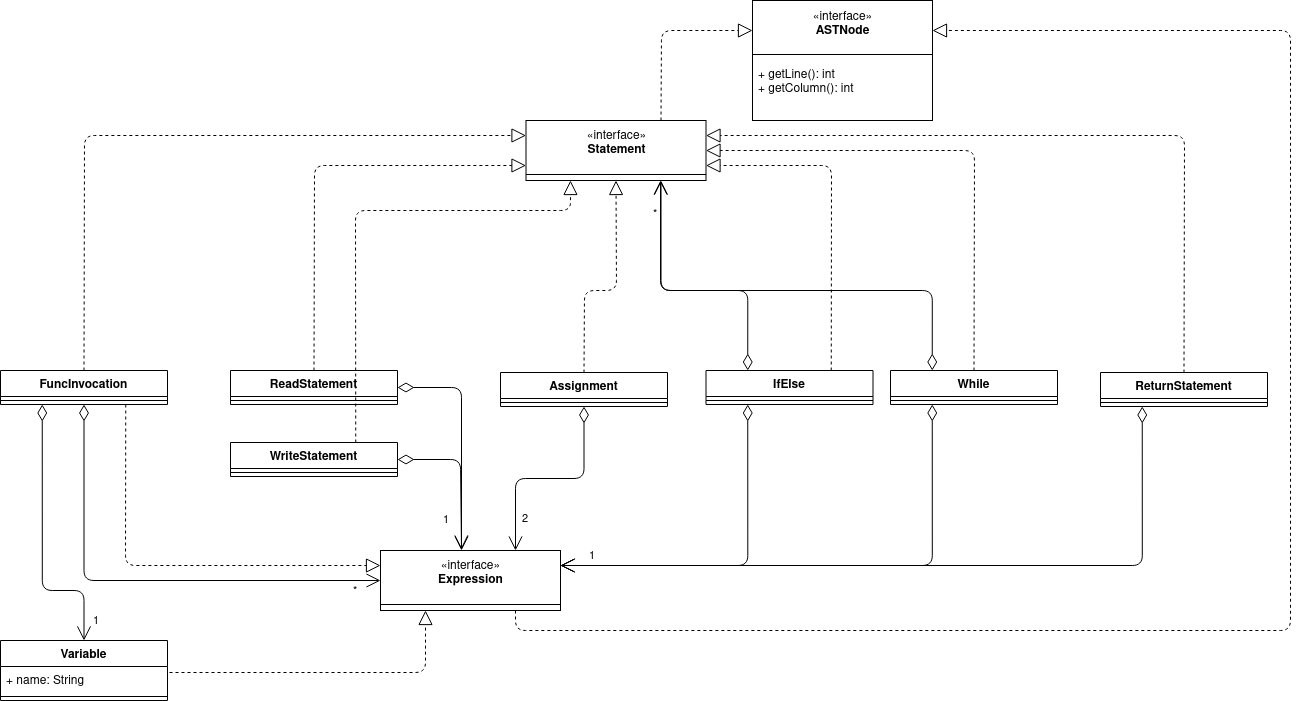 «interface»
ASTNode
+ getLine(): int
+ getColumn(): int
«interface»
Statement
*
FuncInvocation
ReadStatement
Assignment
IfElse
While
ReturnStatement
WriteStatement
1
2
1
«interface»
Expression
*
1
Variable
+ name: String